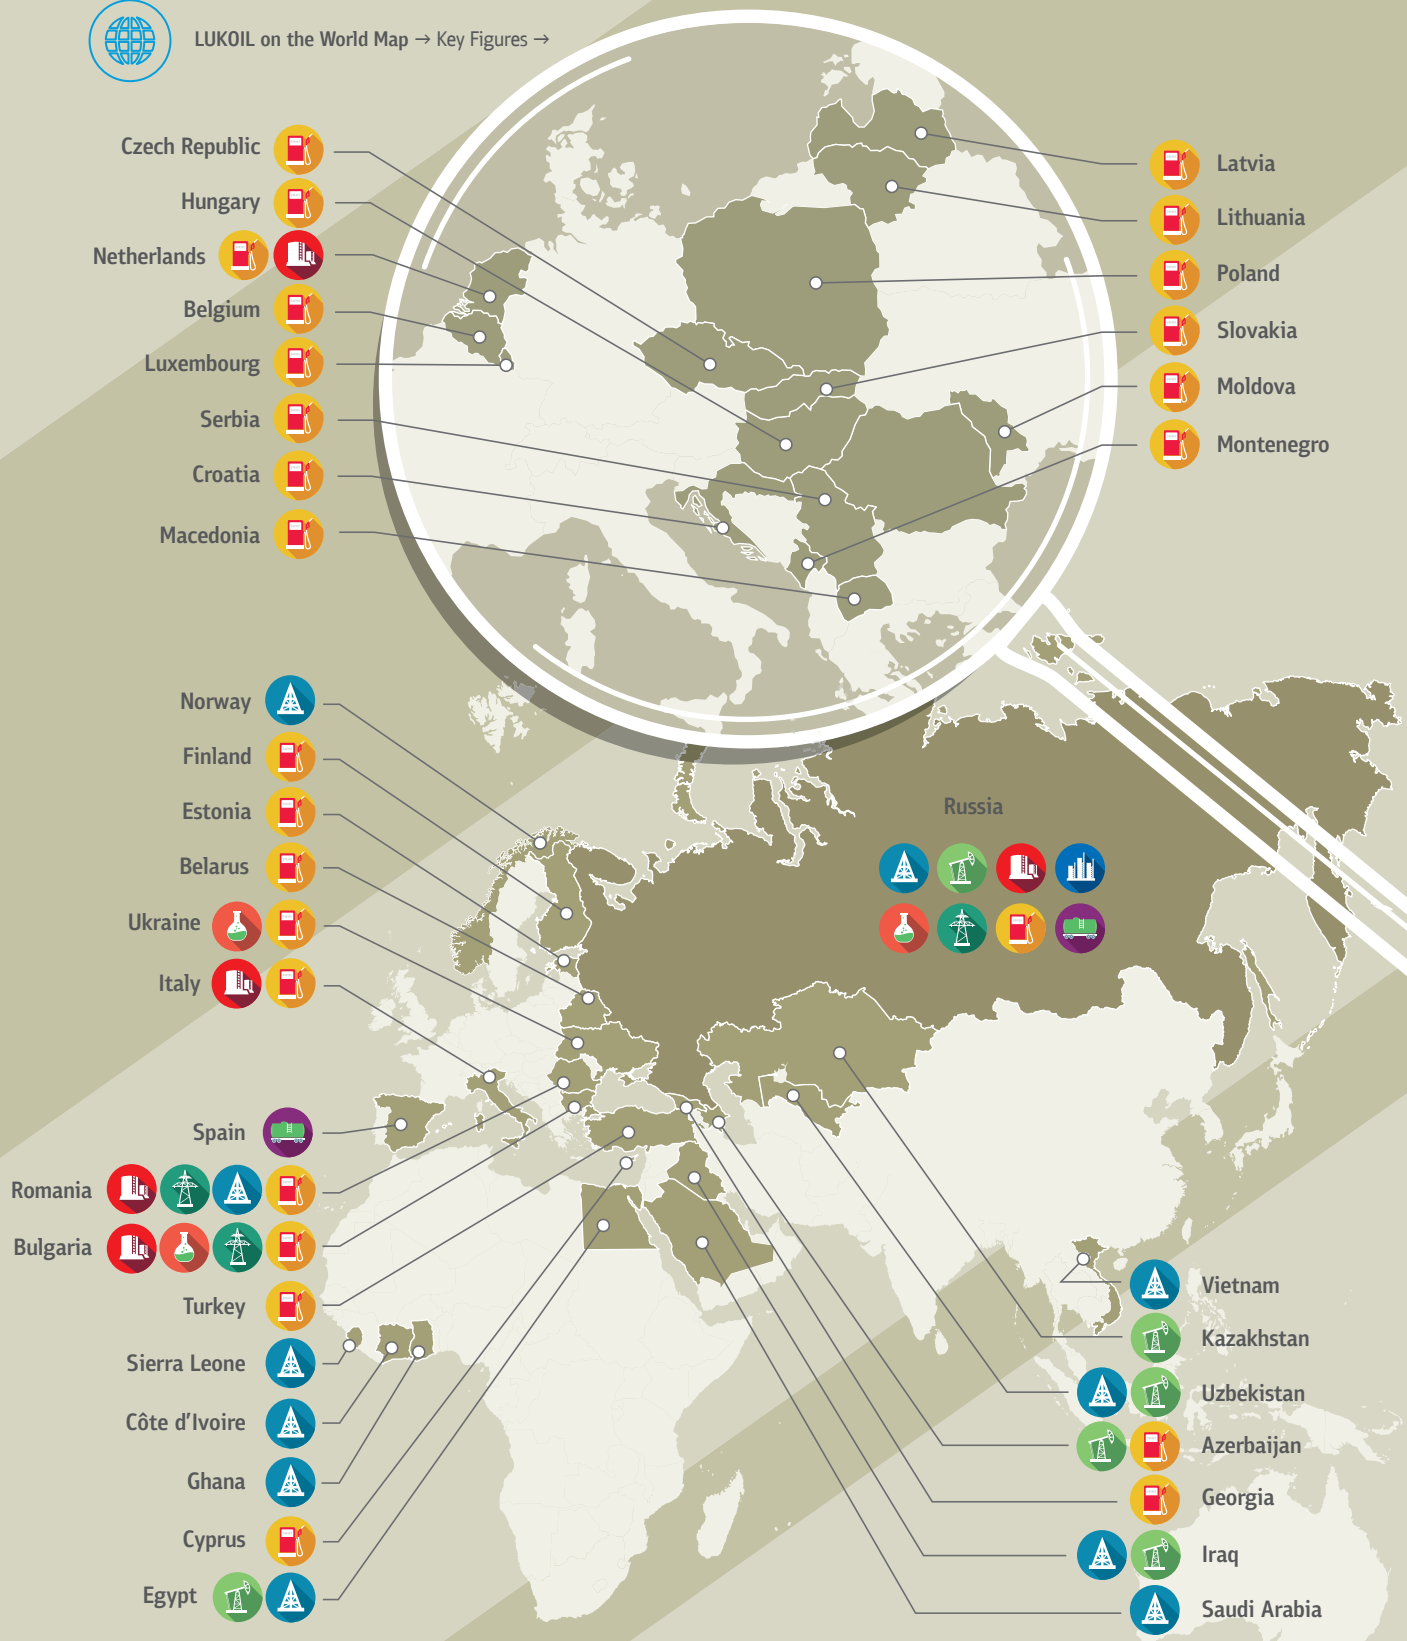 LUKOIL on the World Map → Key Figures →
Czech Republic
Hungary
Netherlands
Belgium
Luxembourg
Serbia
Croatia
Macedonia
Latvia
Lithuania
Poland
Slovakia
Moldova
Montenegro
Norway
Finland
Estonia
Belarus
Ukraine
Italy
Russia
Spain
Romania
Bulgaria
Turkey
Sierra Leone
Côte d’Ivoire
Ghana
Cyprus
Egypt
Vietnam
Kazakhstan
Uzbekistan
Azerbaijan
Georgia
Iraq
Saudi Arabia